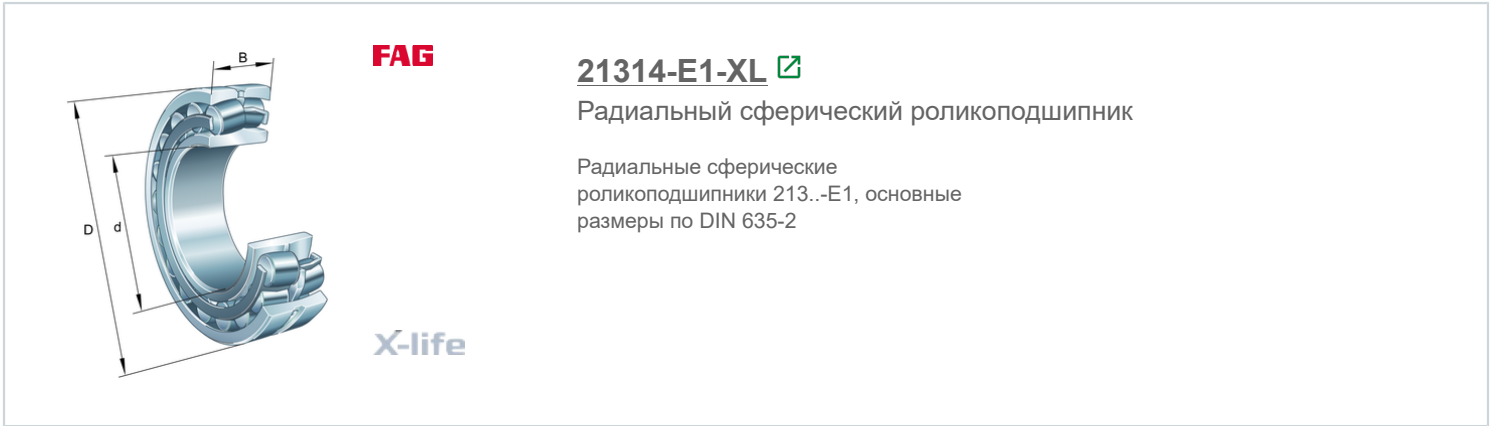 B
D
d
FAG
X-life
21314-E1-XL
Радиальный сферический роликоподшипник
Радиальные сферические
роликоподшипники 213..-E1, основные
размеры по DIN 635-2